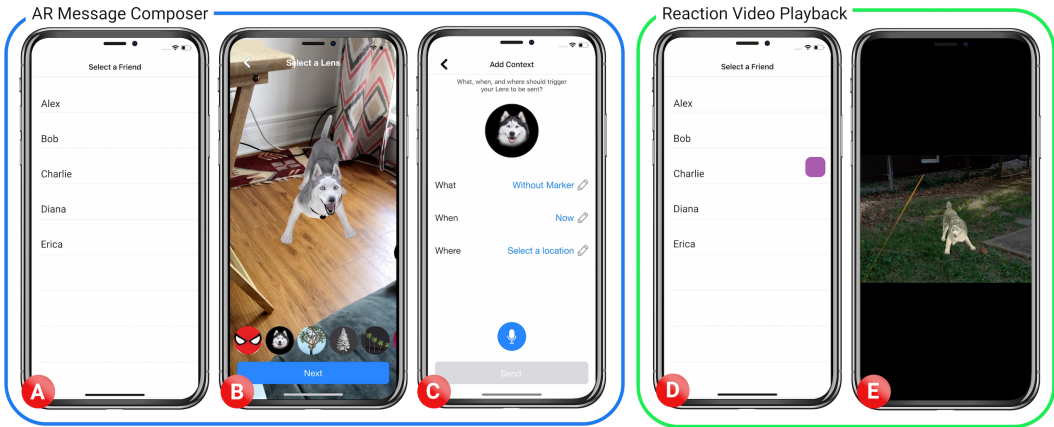 AR Message Composer
Reaction Video Playback
Select a Friend
Alex
Bob
Charlie
Diana
Erica
A
Select a Lens
Next
B
Add Context
What, when, and where should trigger
your Lens to be sent?
What Without Marker
When Now
Where Select a location
Send
C
Select a Friend
Alex
Bob
Charlie
Diana
Erica
D
E